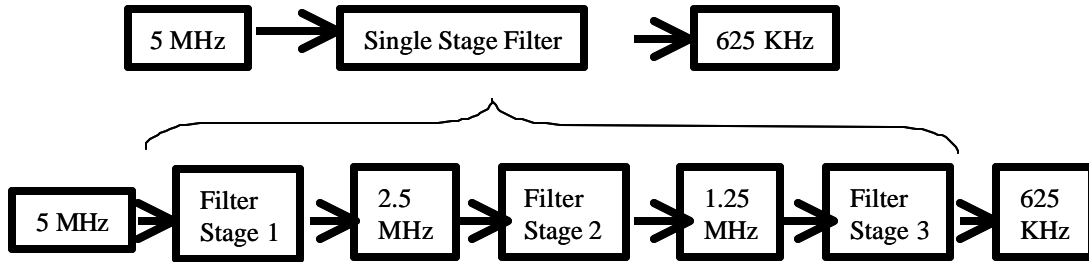 5 MHz
Single Stage Filter
625 KHz
5 MHz
Filter
Stage 1
2.5
MHz
Filter
Stage 2
1.25
MHz
Filter
Stage 3
625
KHz